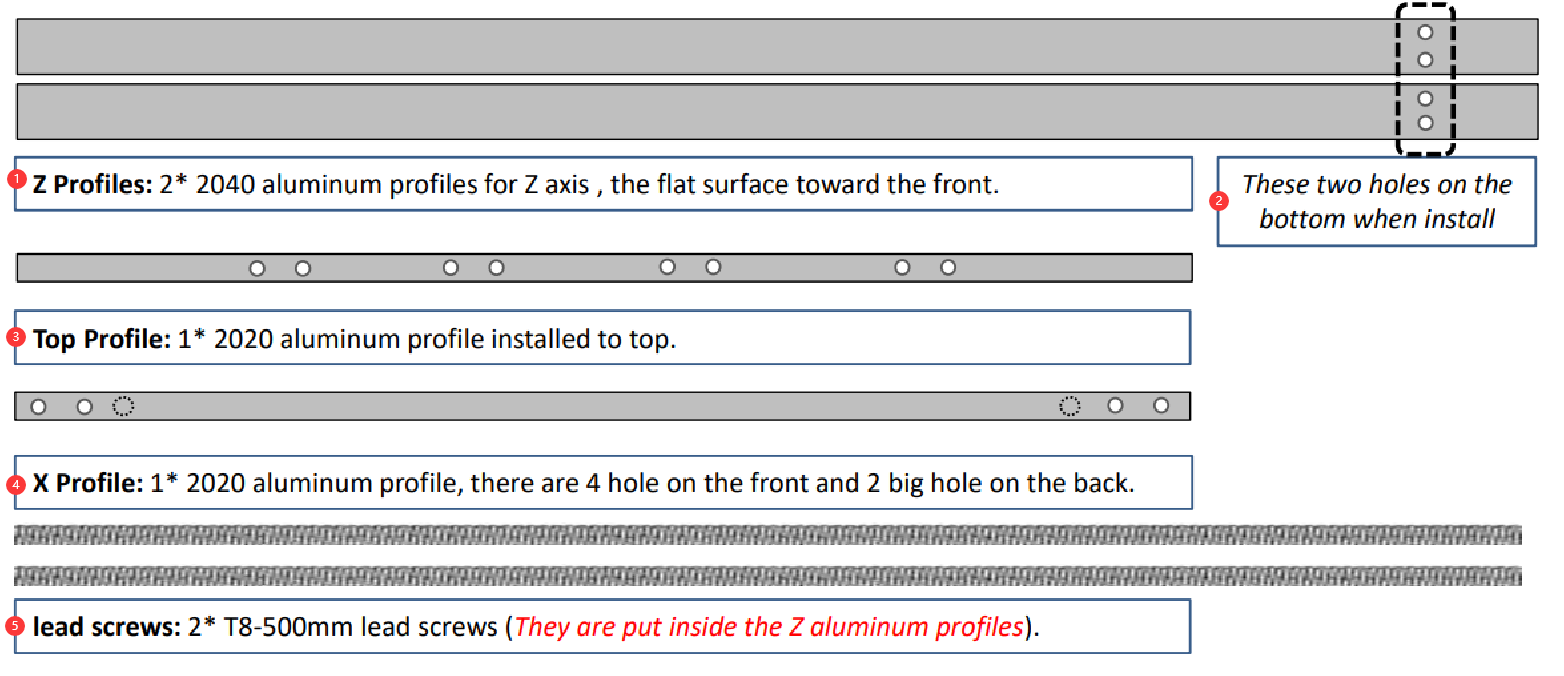 1 Z Profiles: 2* 2040 aluminum profiles for Z axis , the flat surface toward the front.
2 These two holes on the
bottom when install
3 Top Profile: 1* 2020 aluminum profile installed to top.
4 X Profile: 1* 2020 aluminum profile, there are 4 hole on the front and 2 big hole on the back.
5 lead screws: 2* T8-500mm lead screws (They are put inside the Z aluminum profiles).